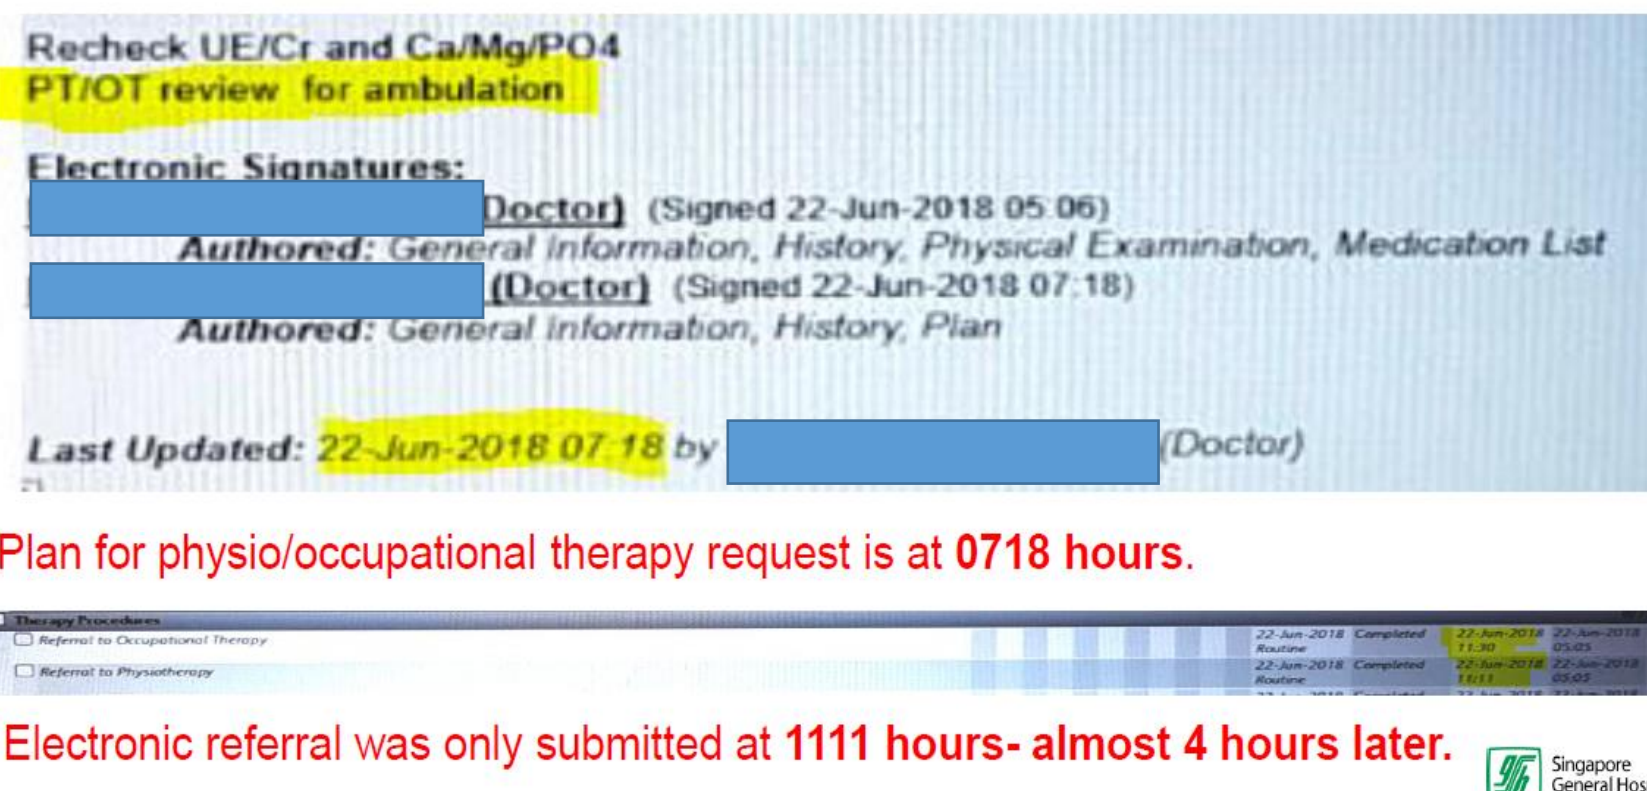 Recheck UE/Cr and Ca/Mg/PO4
PT/OT review for ambulation
Electronic Signatures:
Doctor) (Signed 22-Jun-2018 05:06)
Authored: General Information, History, Physical Examination, Medication List
(Doctor) (Signed 22-Jun-2018 07:18)
Authored: General Information, History, Plan
Last Updated: 22-Jun-2018 07:18 by (Doctor)
Plan for physio/occupational therapy request is at 0718 hours.
Therapy Procedures
Referral to Occupational Therapy 22-Jun-2018 Completed 22-Jun-2018 22-Jun-2018
Routine 11:30 05:05
Referral to Physiotherapy 22-Jun-2018 Completed 22-Jun-2018 22-Jun-2018
Routine 11:11 05:05
Electronic referral was only submitted at 1111 hours- almost 4 hours later.
Singapore
General Hos